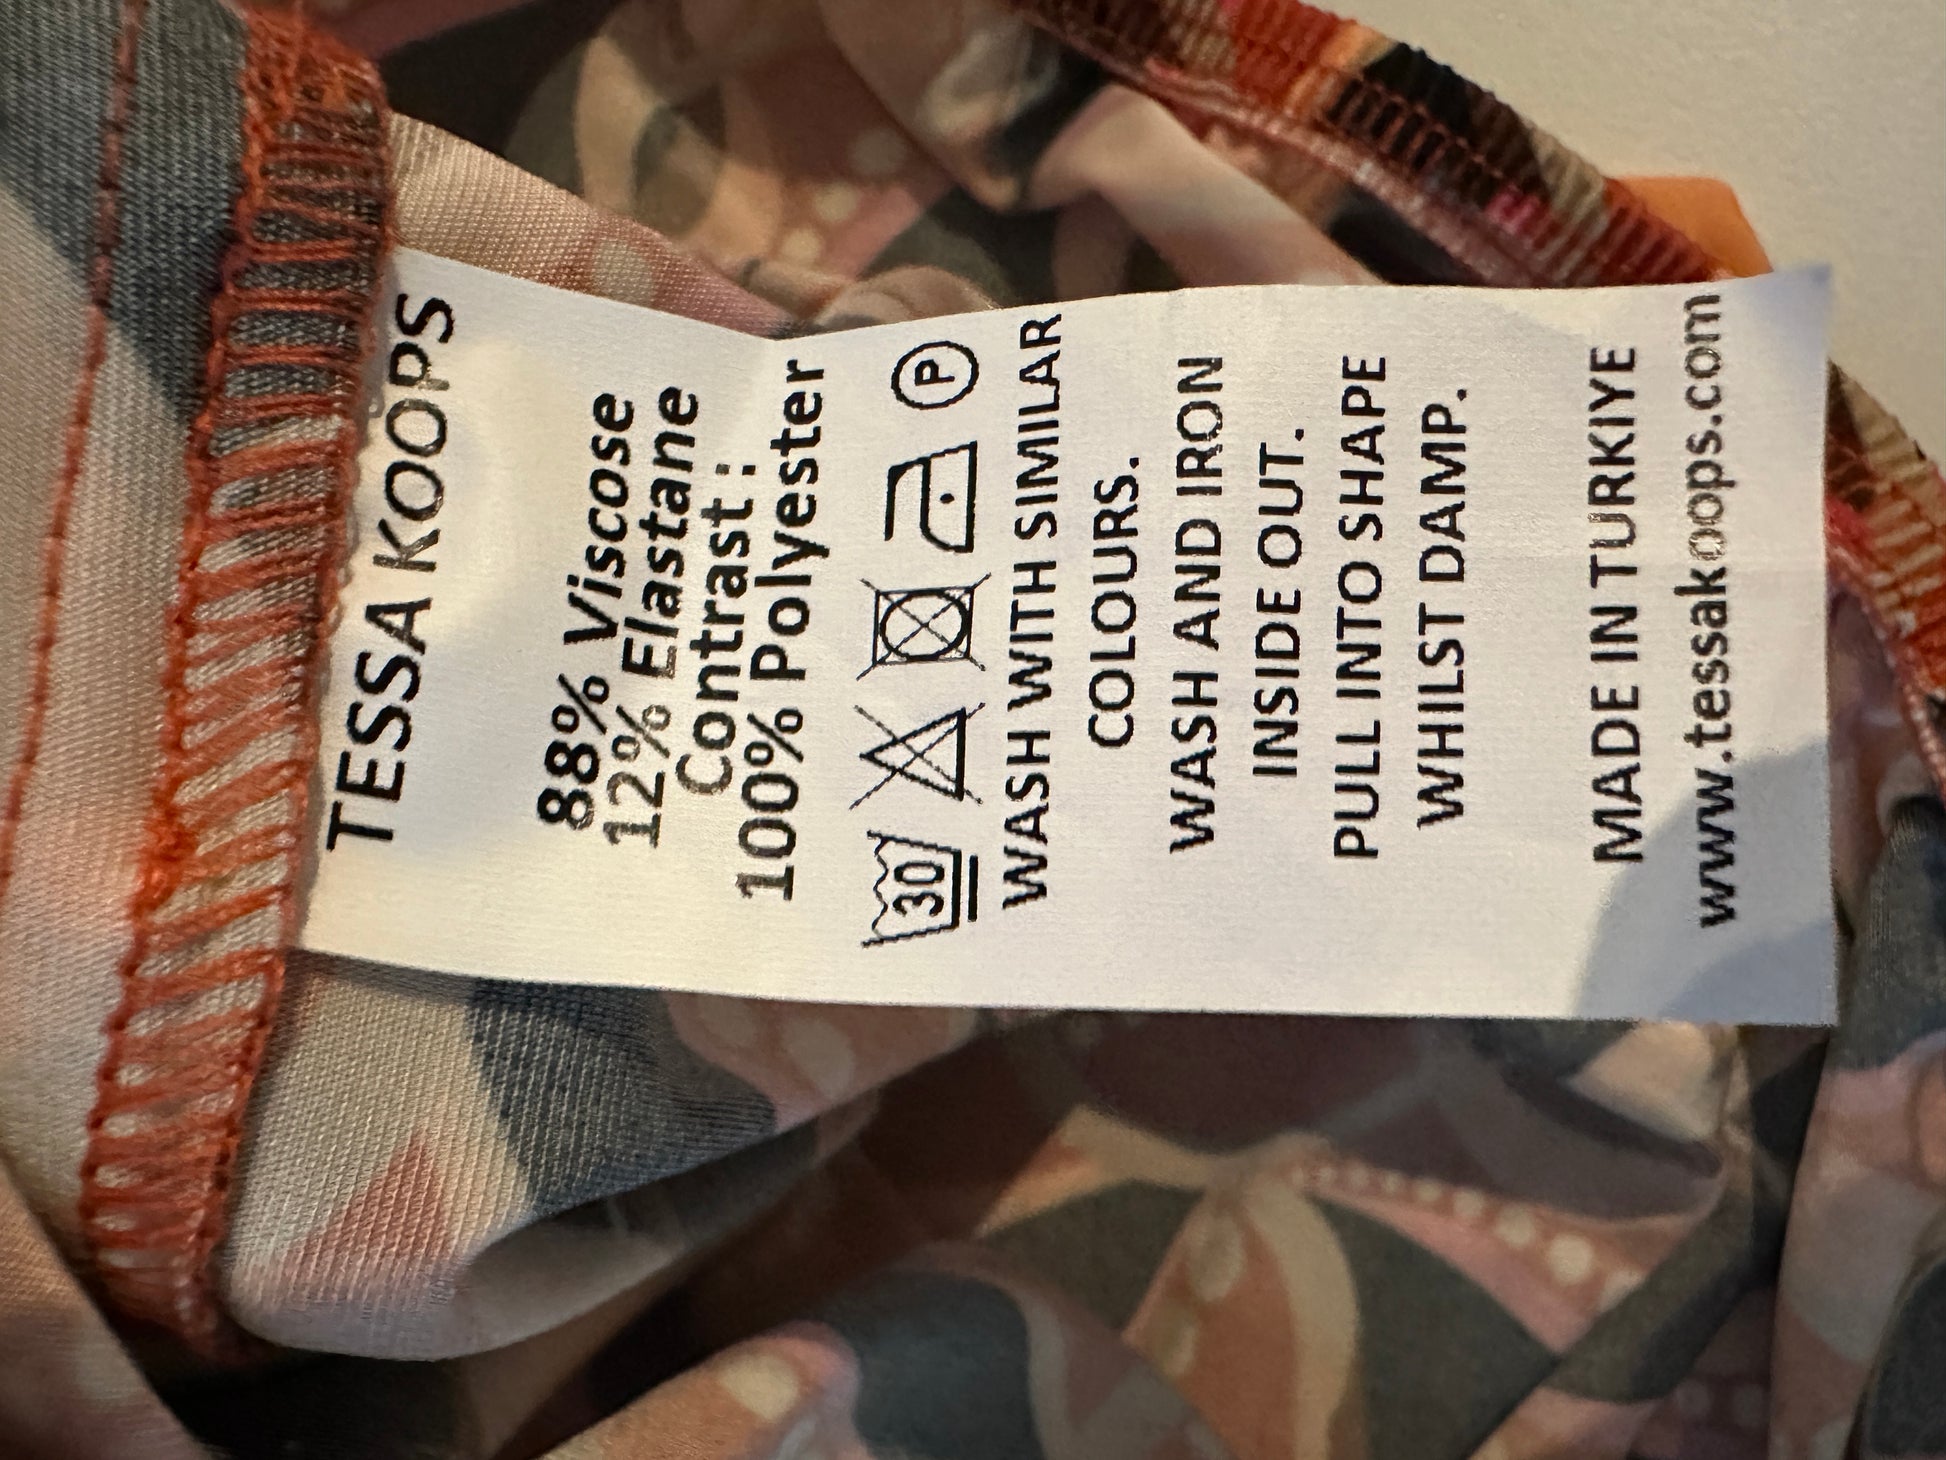 TESSA KOOPS
88% Viscose
12% Elastane
Contrast :
100% Polyester
30 P
WASH WITH SIMILAR
COLOURS.
WASH AND IRON
INSIDE OUT.
PULL INTO SHAPE
WHILST DAMP.
MADE IN TURKIYE
www.tessakoops.com